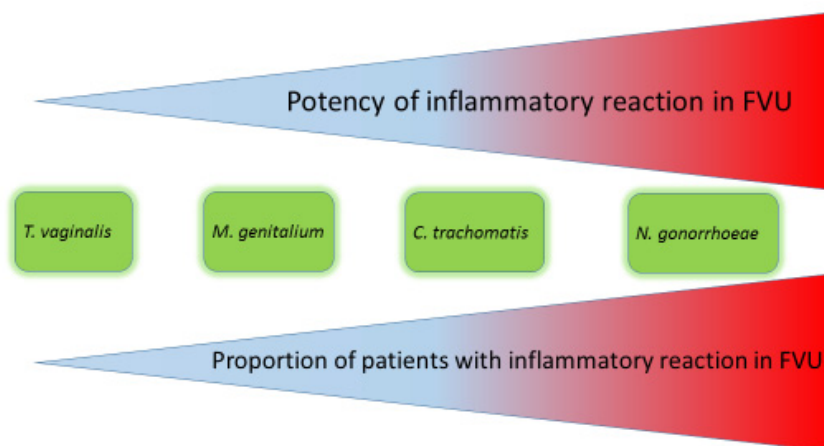 Potency of inflammatory reaction in FVU
T. vaginalis
M. genitalium
C. trachomatis
N. gonorrhoeae
Proportion of patients with inflammatory reaction in FVU